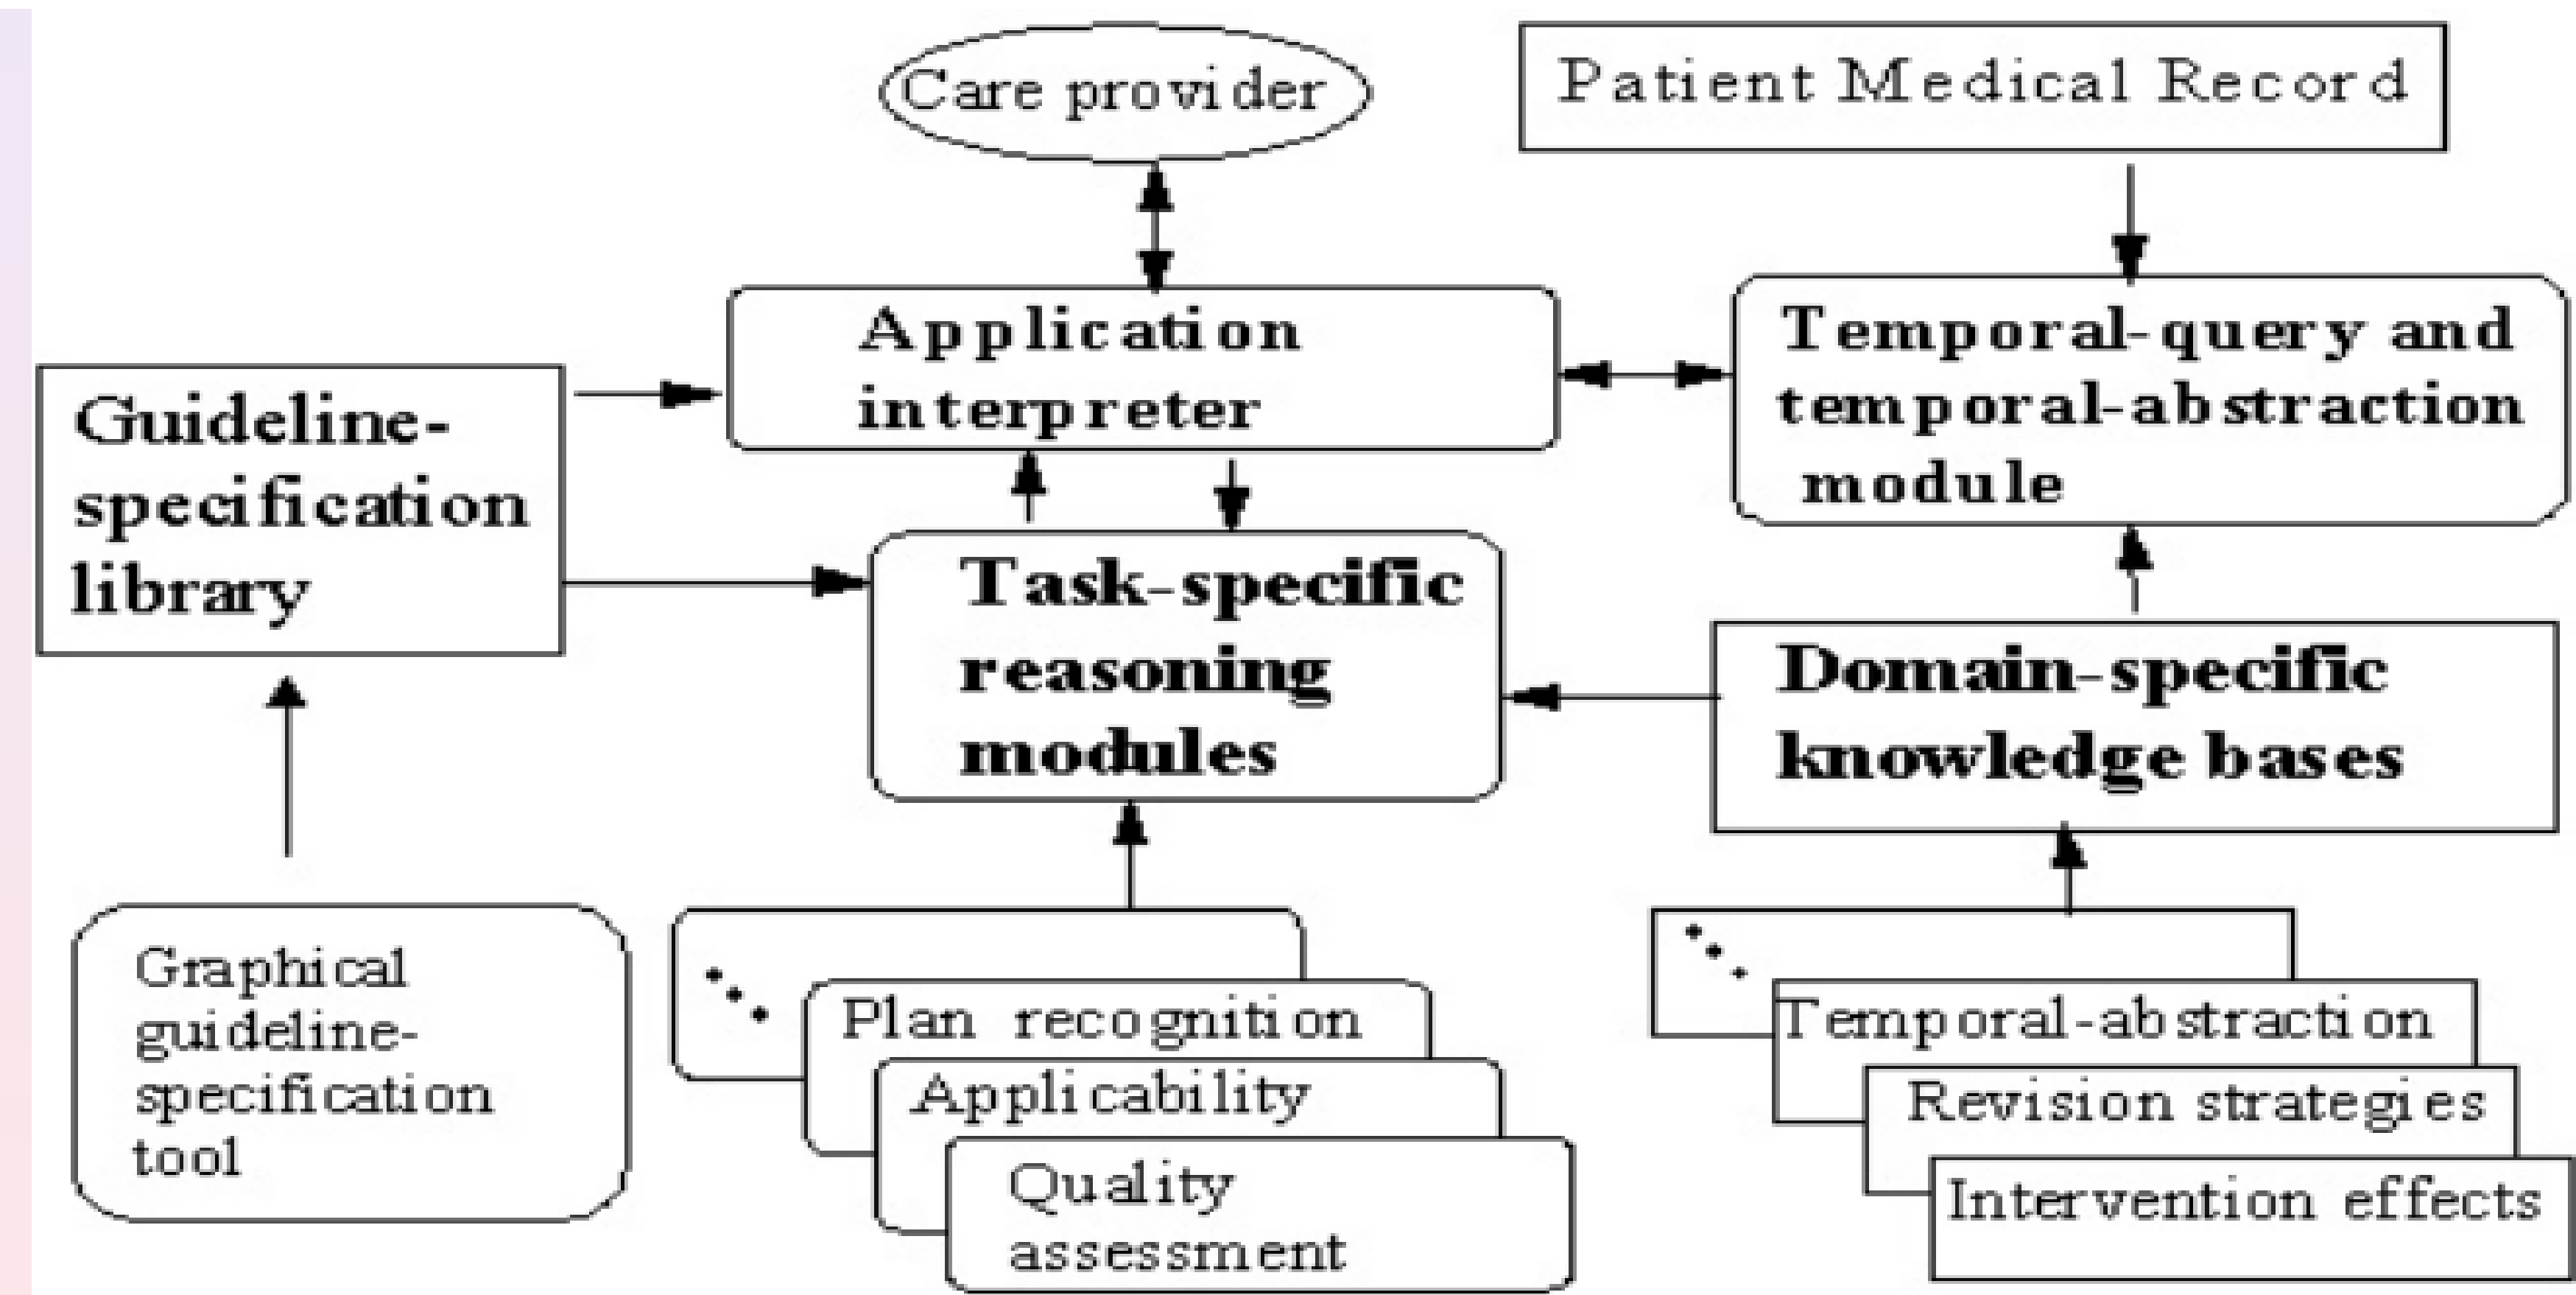 Care provider
Patient Medical Record
Application
interpreter
Temporal-query and
temporal-abstraction
module
Guideline-
specification
library
Task-specific
reasoning
modules
Domain-specific
knowledge bases
Graphical
guideline-
specification
tool
Plan recognition
Applicability
Quality
assessment
Temporal-abstraction
Revision strategies
Intervention effects